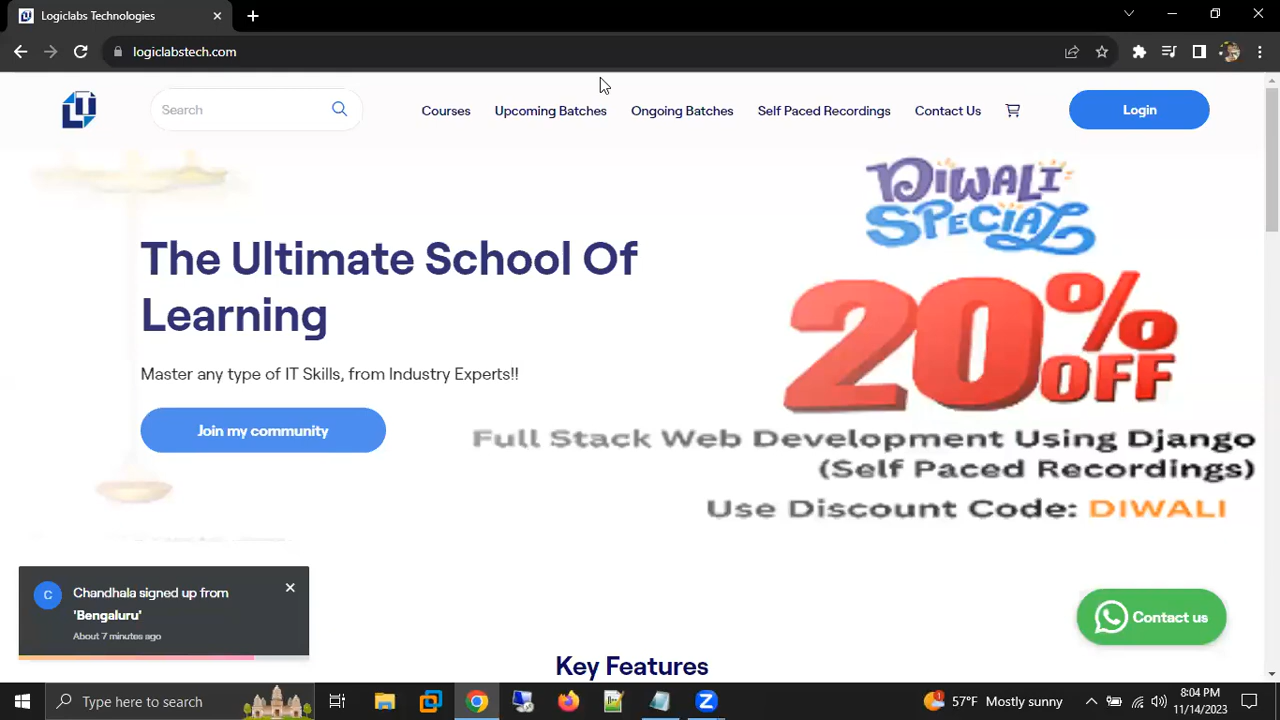 Logiclabs Technologies
logiclabstech.com
Search
Courses
Upcoming Batches
Ongoing Batches
Self Paced Recordings
Contact Us
Login
The Ultimate School Of
Learning
Master any type of IT Skills, from Industry Experts!!
Join my community
DiWALi
SPECiAL
20% OFF
Full Stack Web Development Using Django
(Self Paced Recordings)
Use Discount Code: DIWALI
C
Chandhala signed up from
'Bengaluru'
About 7 minutes ago
Contact us
Key Features
Type here to search
1
57°F Mostly sunny
8:04 PM
11/14/2023